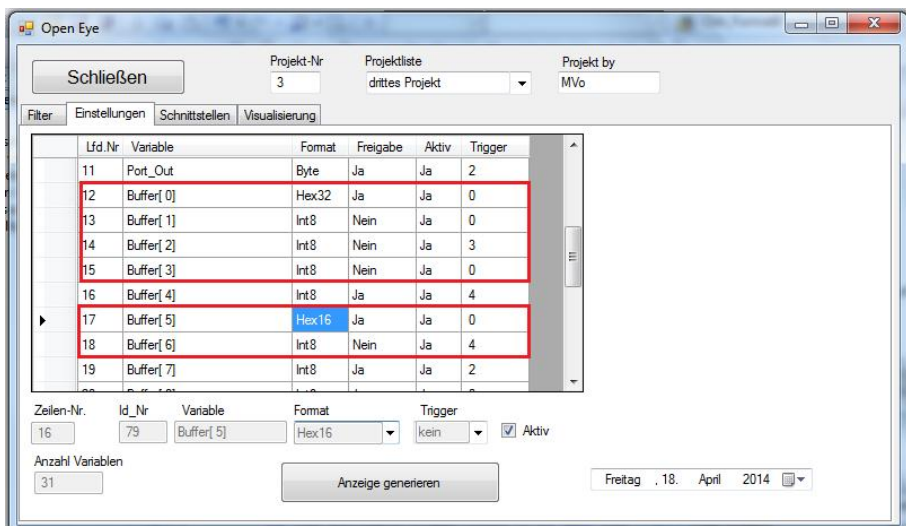 Open Eye
Schließen
Projekt-Nr
3
Projektliste
drittes Projekt
Projekt by
MVo
Filter Einstellungen Schnittstellen Visualisierung
Lfd.Nr Variable Format Freigabe Aktiv Trigger
11 Port_Out Byte Ja Ja 2
12 Buffer[ 0] Hex32 Ja Ja 0
13 Buffer[ 1] Int8 Nein Ja 0
14 Buffer[ 2] Int8 Nein Ja 3
15 Buffer[ 3] Int8 Nein Ja 0
16 Buffer[ 4] Int8 Ja Ja 4
17 Buffer[ 5] Hex16 Ja Ja 0
18 Buffer[ 6] Int8 Nein Ja 4
19 Buffer[ 7] Int8 Ja Ja 2
Zeilen-Nr. Id_Nr Variable Format Trigger
16 79 Buffer[ 5] Hex16 kein Aktiv
Anzahl Variablen
31
Anzeige generieren
Freitag , 18. April 2014